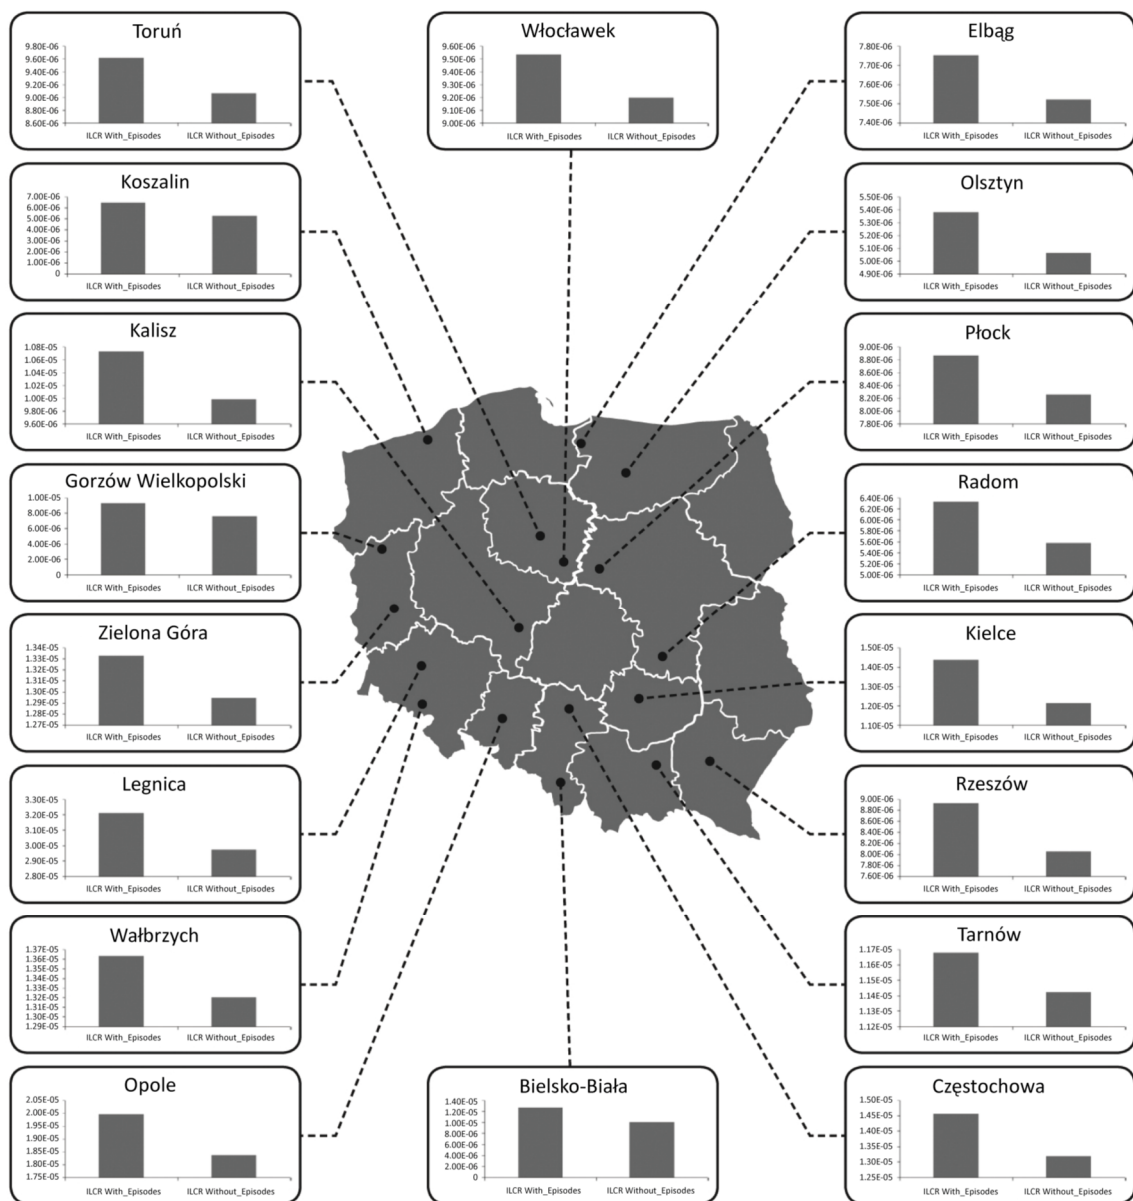 Toruń
9.80E-06
9.60E-06
9.40E-06
9.20E-06
9.00E-06
8.80E-06
8.60E-06
ILCR With_Episodes ILCR Without_Episodes
Włocławek
9.60E-06
9.50E-06
9.40E-06
9.30E-06
9.20E-06
9.10E-06
9.00E-06
ILCR With_Episodes ILCR Without_Episodes
Elbąg
7.80E-06
7.70E-06
7.60E-06
7.50E-06
7.40E-06
ILCR With_Episodes ILCR Without_Episodes
Koszalin
7.00E-06
6.00E-06
5.00E-06
4.00E-06
3.00E-06
2.00E-06
1.00E-06
0
ILCR With_Episodes ILCR Without_Episodes
Olsztyn
5.50E-06
5.40E-06
5.30E-06
5.20E-06
5.10E-06
5.00E-06
4.90E-06
ILCR With_Episodes ILCR Without_Episodes
Kalisz
1.08E-05
1.06E-05
1.04E-05
1.02E-05
1.00E-05
9.80E-06
9.60E-06
ILCR With_Episodes ILCR Without_Episodes
Płock
9.00E-06
8.80E-06
8.60E-06
8.40E-06
8.20E-06
8.00E-06
7.80E-06
ILCR With_Episodes ILCR Without_Episodes
Gorzów Wielkopolski
1.00E-05
8.00E-06
6.00E-06
4.00E-06
2.00E-06
0
ILCR With_Episodes ILCR Without_Episodes
Radom
6.40E-06
6.20E-06
6.00E-06
5.80E-06
5.60E-06
5.40E-06
5.20E-06
5.00E-06
ILCR With_Episodes ILCR Without_Episodes
Zielona Góra
1.34E-05
1.33E-05
1.32E-05
1.31E-05
1.30E-05
1.29E-05
1.28E-05
1.27E-05
ILCR With_Episodes ILCR Without_Episodes
Kielce
1.50E-05
1.40E-05
1.30E-05
1.20E-05
1.10E-05
ILCR With_Episodes ILCR Without_Episodes
Legnica
3.30E-05
3.20E-05
3.10E-05
3.00E-05
2.90E-05
2.80E-05
ILCR With_Episodes ILCR Without_Episodes
Rzeszów
9.00E-06
8.80E-06
8.60E-06
8.40E-06
8.20E-06
8.00E-06
7.80E-06
7.60E-06
ILCR With_Episodes ILCR Without_Episodes
Wałbrzych
1.37E-05
1.36E-05
1.35E-05
1.34E-05
1.33E-05
1.32E-05
1.31E-05
1.30E-05
1.29E-05
ILCR With_Episodes ILCR Without_Episodes
Tarnów
1.17E-05
1.16E-05
1.15E-05
1.14E-05
1.13E-05
1.12E-05
ILCR With_Episodes ILCR Without_Episodes
Opole
2.05E-05
2.00E-05
1.95E-05
1.90E-05
1.85E-05
1.80E-05
1.75E-05
ILCR With_Episodes ILCR Without_Episodes
Bielsko-Biała
1.40E-05
1.20E-05
1.00E-05
8.00E-06
6.00E-06
4.00E-06
2.00E-06
0
ILCR With_Episodes ILCR Without_Episodes
Częstochowa
1.50E-05
1.45E-05
1.40E-05
1.35E-05
1.30E-05
1.25E-05
ILCR With_Episodes ILCR Without_Episodes